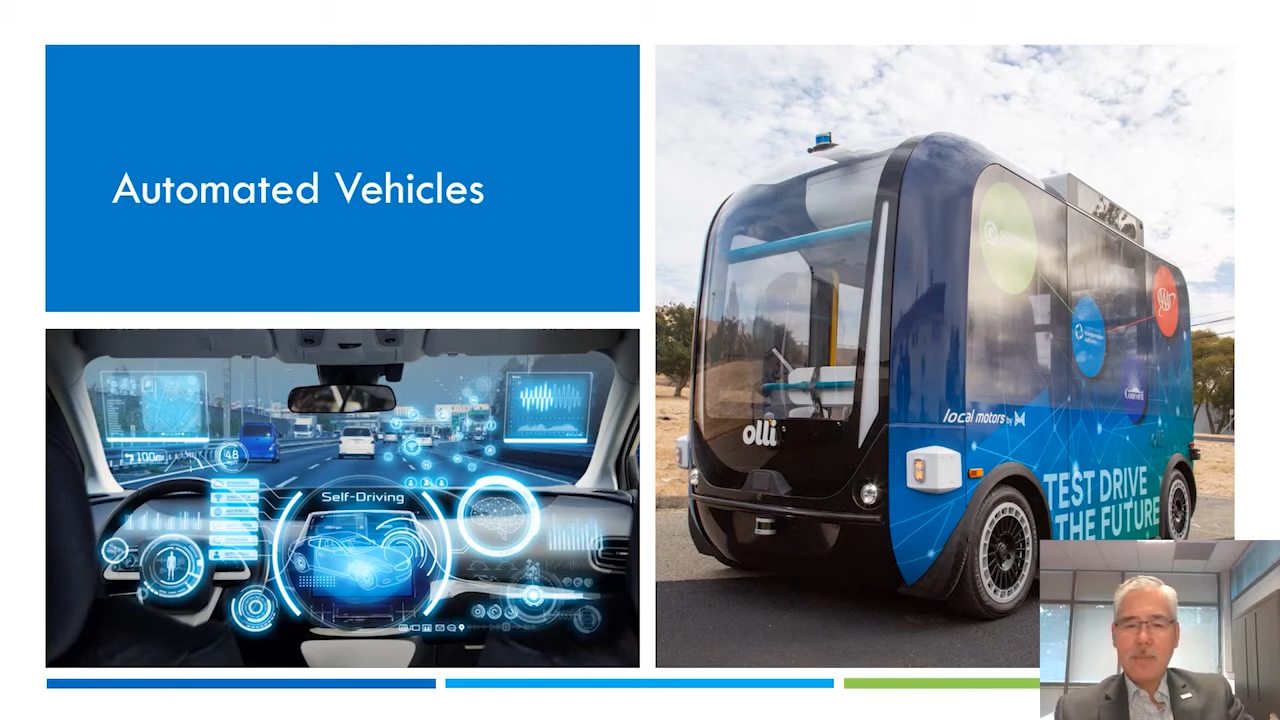 Automated Vehicles
100m
48
Self-Driving
olli
local motors by
TEST DRIVE
THE FUTURE